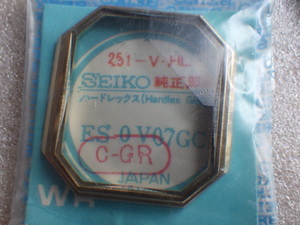 251-V-HL
SEIKO 純正部
ハードレックス(Hardlex
ES-0V07GC
C-GR
JAPAN